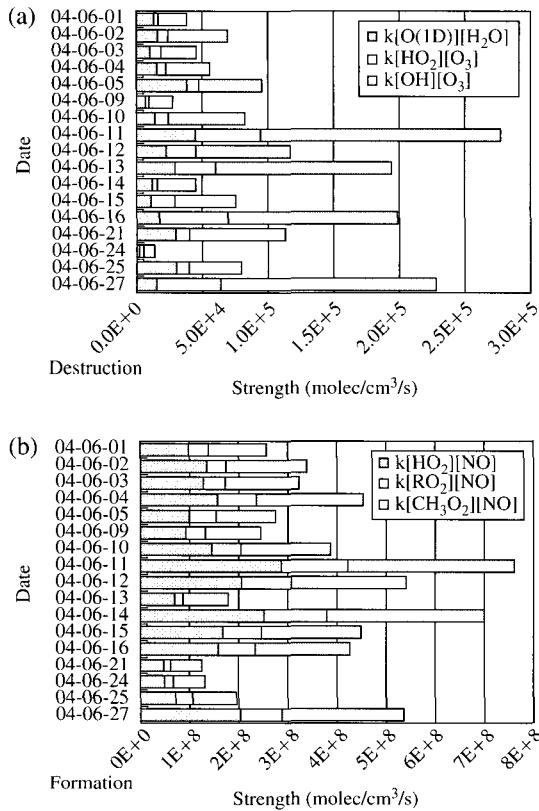 (a)
04-06-01
04-06-02
04-06-03
04-06-04
04-06-05
04-06-09
04-06-10
04-06-11
04-06-12
04-06-13
04-06-14
04-06-15
04-06-16
04-06-21
04-06-24
04-06-25
04-06-27
Date
k[O(1D)][H₂O]
k[HO₂][O₃]
k[OH][O₃]
0.0E+0
5.0E+4
1.0E+5
1.5E+5
2.0E+5
2.5E+5
3.0E+5
Destruction
Strength (molec/cm³/s)
(b)
04-06-01
04-06-02
04-06-03
04-06-04
04-06-05
04-06-09
04-06-10
04-06-11
04-06-12
04-06-13
04-06-14
04-06-15
04-06-16
04-06-21
04-06-24
04-06-25
04-06-27
Date
k[HO₂][NO]
k[RO₂][NO]
k[CH₃O₂][NO]
0E+0
1E+8
2E+8
3E+8
4E+8
5E+8
6E+8
7E+8
8E+8
Formation
Strength (molec/cm³/s)